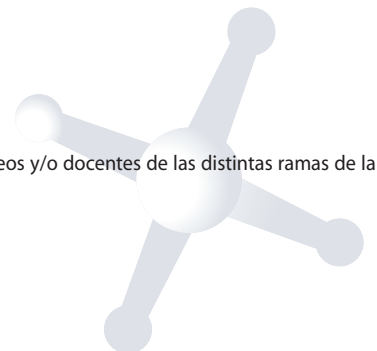 eos y/o docentes de las distintas ramas de la